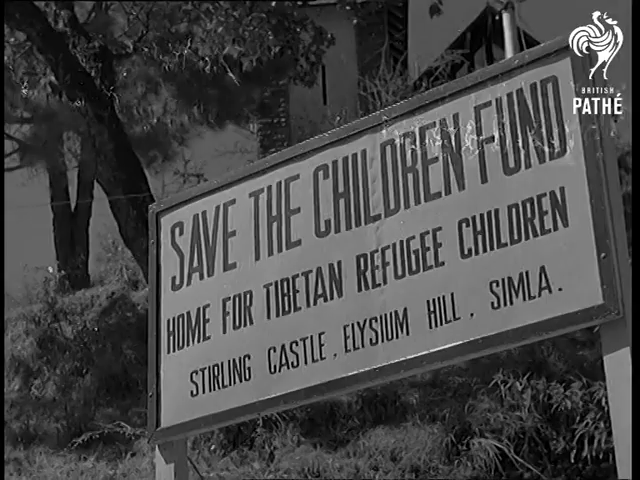 BRITISH
PATHÉ
SAVE THE CHILDREN FUND
HOME FOR TIBETAN REFUGEE CHILDREN
STIRLING CASTLE, ELYSIUM HILL, SIMLA.